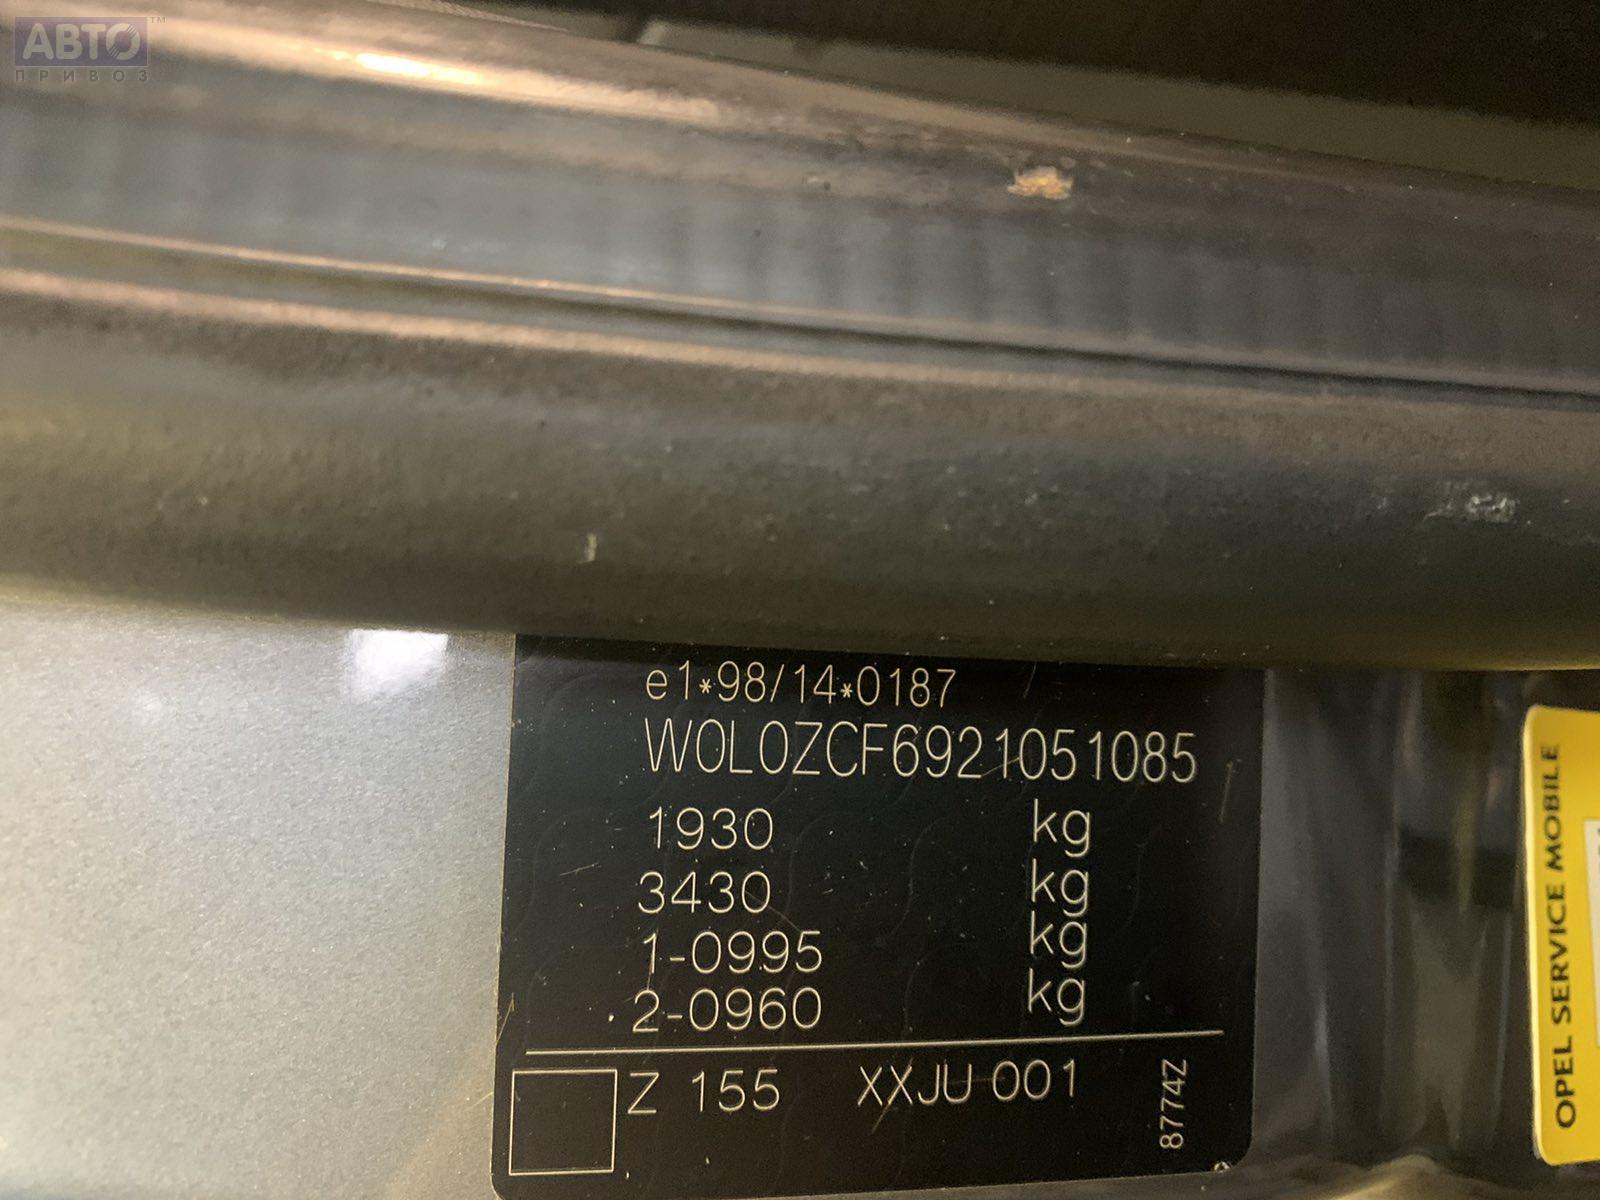 АВТО™
ПРИВОЗ
e1*98/14*0187
W0L0ZCF6921051085
1930 kg
3430 kg
1-0995 kg
2-0960 kg
Z 155 XXJU 001
8774Z
OPEL SERVICE MOBILE